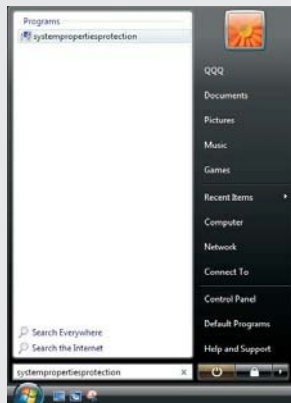 Programs
systempropertiesprotection
Search Everywhere
Search the Internet
systempropertiesprotection x
QQQ
Documents
Pictures
Music
Games
Recent Items
Computer
Network
Connect To
Control Panel
Default Programs
Help and Support